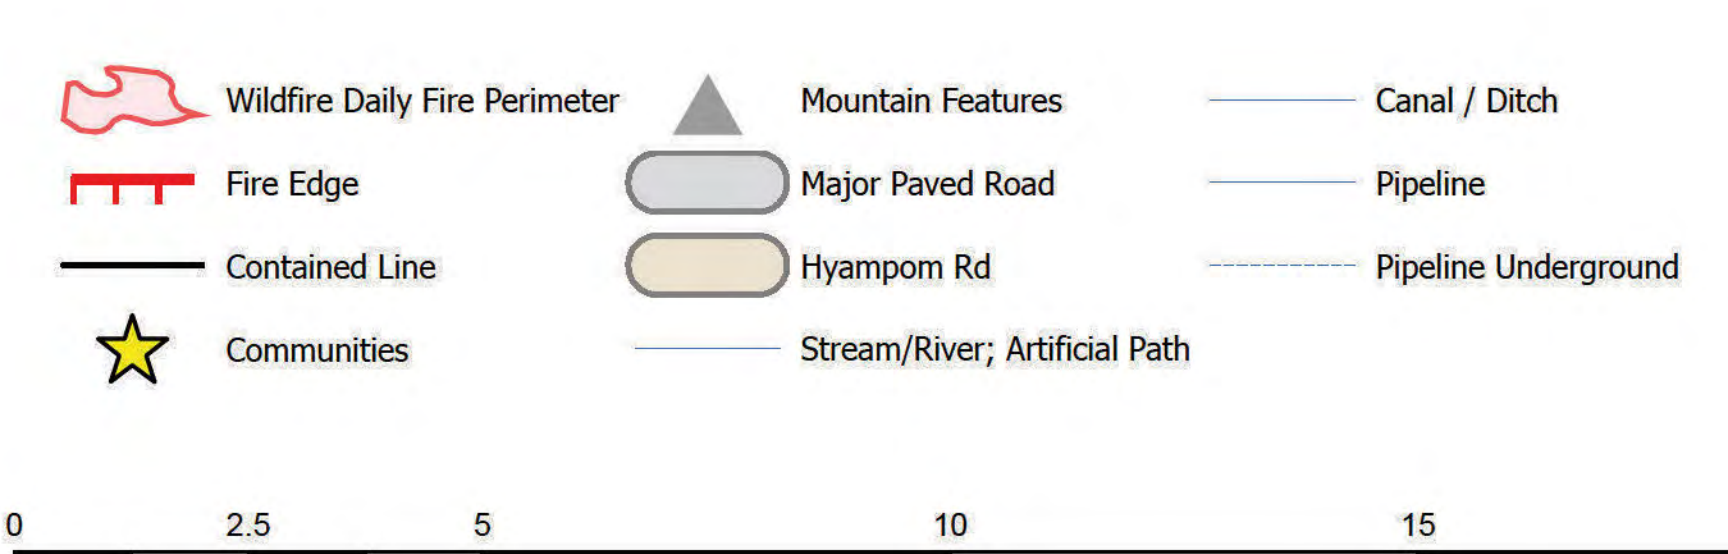 Wildfire Daily Fire Perimeter
Fire Edge
Contained Line
Communities
Mountain Features
Major Paved Road
Hyampom Rd
Stream/River; Artificial Path
Canal / Ditch
Pipeline
Pipeline Underground
0 2.5 5 10 15